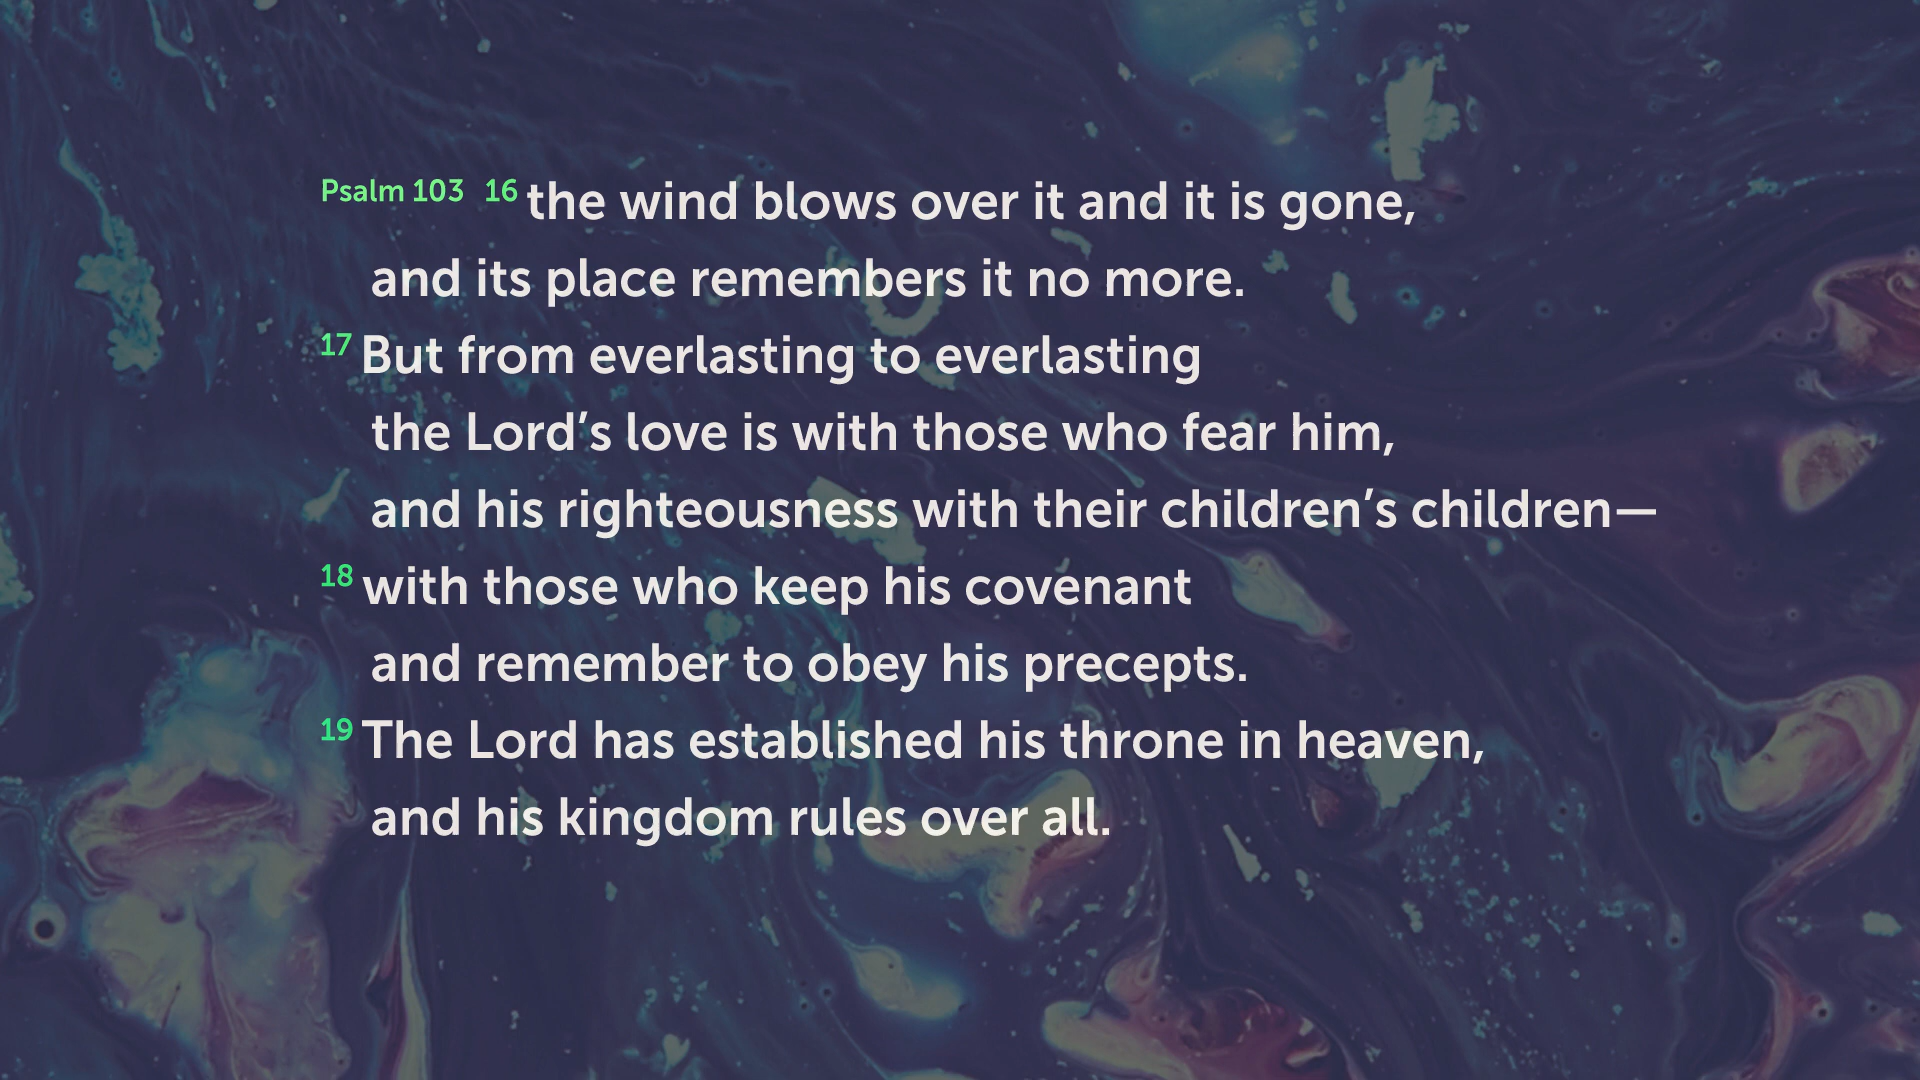 Psalm 103 16 the wind blows over it and it is gone,
and its place remembers it no more.
17 But from everlasting to everlasting
the Lord’s love is with those who fear him,
and his righteousness with their children’s children—
18 with those who keep his covenant
and remember to obey his precepts.
19 The Lord has established his throne in heaven,
and his kingdom rules over all.